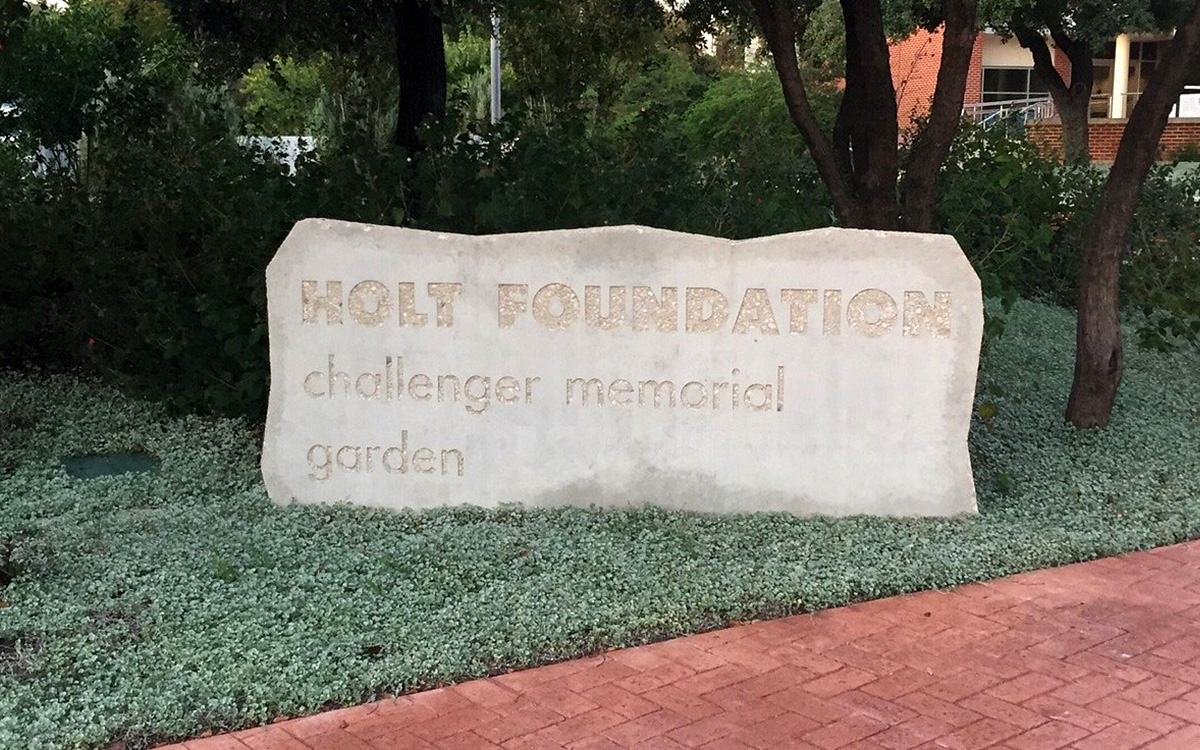 HOLT FOUNDATION
challenger memorial
garden